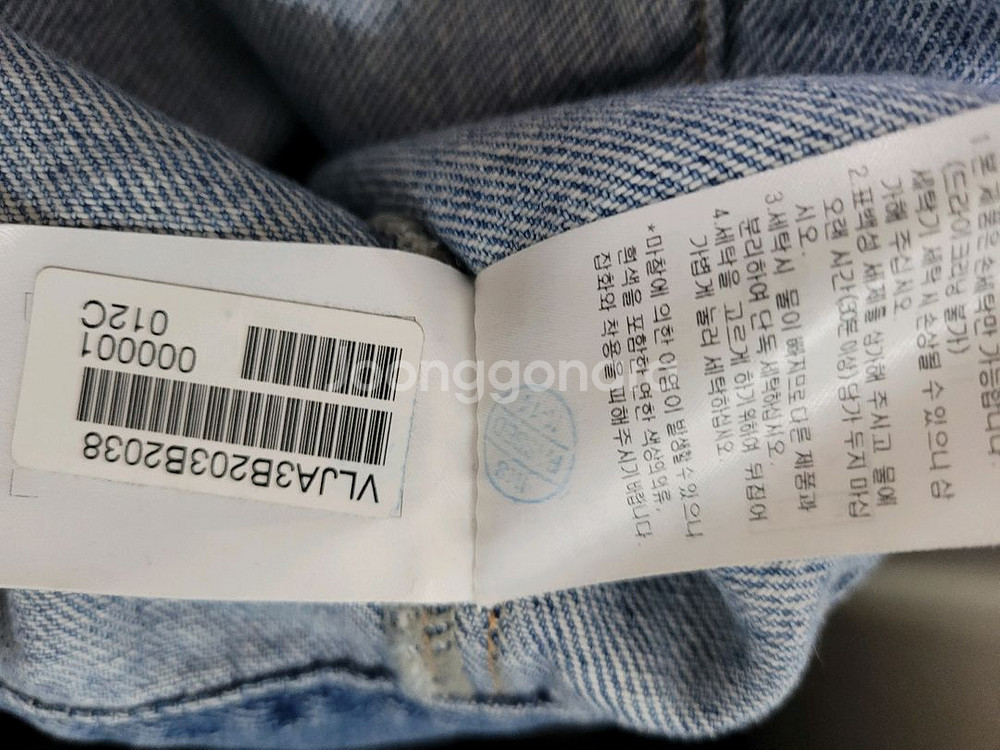 VLJA3B203B2038
000001
012C
1.본 제품은 손세탁만 가능합니다.
(드라이크리닝 불가)
세탁기 세탁시 손상될 수 있으니 삼
가해 주십시오.
2.표백성 세제를 삼가해 주시고 물에
오래 시간(30분 이상) 담가 두지 마십
시오.
3.세탁시 물이 빠지므로 다른 제품과
분리하여 단독 세탁하십시오.
4.세탁물을 고르게 하기 위하여 뒤집어
가볍게 눌러 세탁하십시오.
*마찰에 의한 이염이 발생할 수 있으니
흰색을 포함하여 연한 색상의 의류,
잡화와 착용을 피해주시기 바랍니다.
Joonggonara